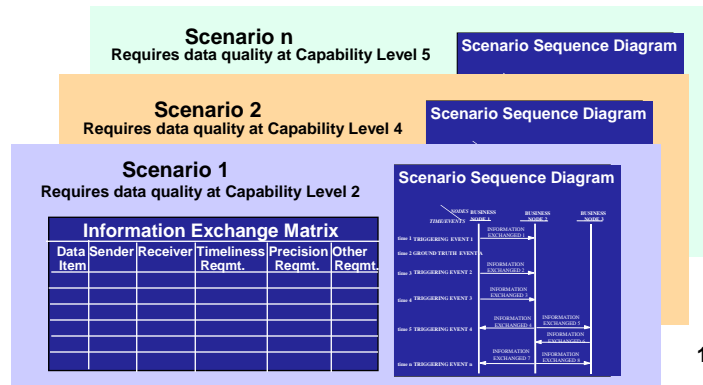 Scenario n
Requires data quality at Capability Level 5
Scenario Sequence Diagram
Scenario 2
Requires data quality at Capability Level 4
Scenario Sequence Diagram
Scenario 1
Requires data quality at Capability Level 2
Information Exchange Matrix
Data Item Sender Receiver Timeliness Reqmt. Precision Reqmt. Other Reqmt.
Scenario Sequence Diagram
NODES
TIME/EVENTS
BUSINESS NODE 1
BUSINESS NODE 2
BUSINESS NODE 3
time 1 TRIGGERING EVENT 1
INFORMATION EXCHANGED 1
time 2 GROUND TRUTH EVENT A
time 3 TRIGGERING EVENT 2
INFORMATION EXCHANGED 2
time 4 TRIGGERING EVENT 3
INFORMATION EXCHANGED 3
time 5 TRIGGERING EVENT 4
INFORMATION EXCHANGED 4
INFORMATION EXCHANGED 5
INFORMATION EXCHANGED 6
time n TRIGGERING EVENT n
INFORMATION EXCHANGED 7
INFORMATION EXCHANGED 8
1